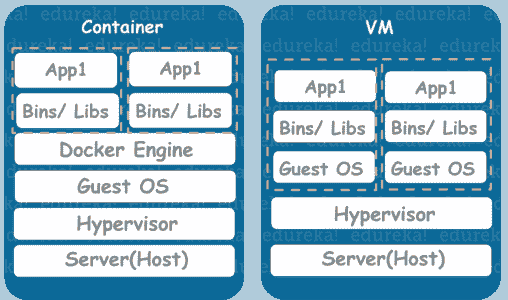 Container
App1 App1
Bins/ Libs Bins/ Libs
Docker Engine
Guest OS
Hypervisor
Server(Host)
VM
App1 App1
Bins/ Libs Bins/ Libs
Guest OS Guest OS
Hypervisor
Server(Host)
edureka!